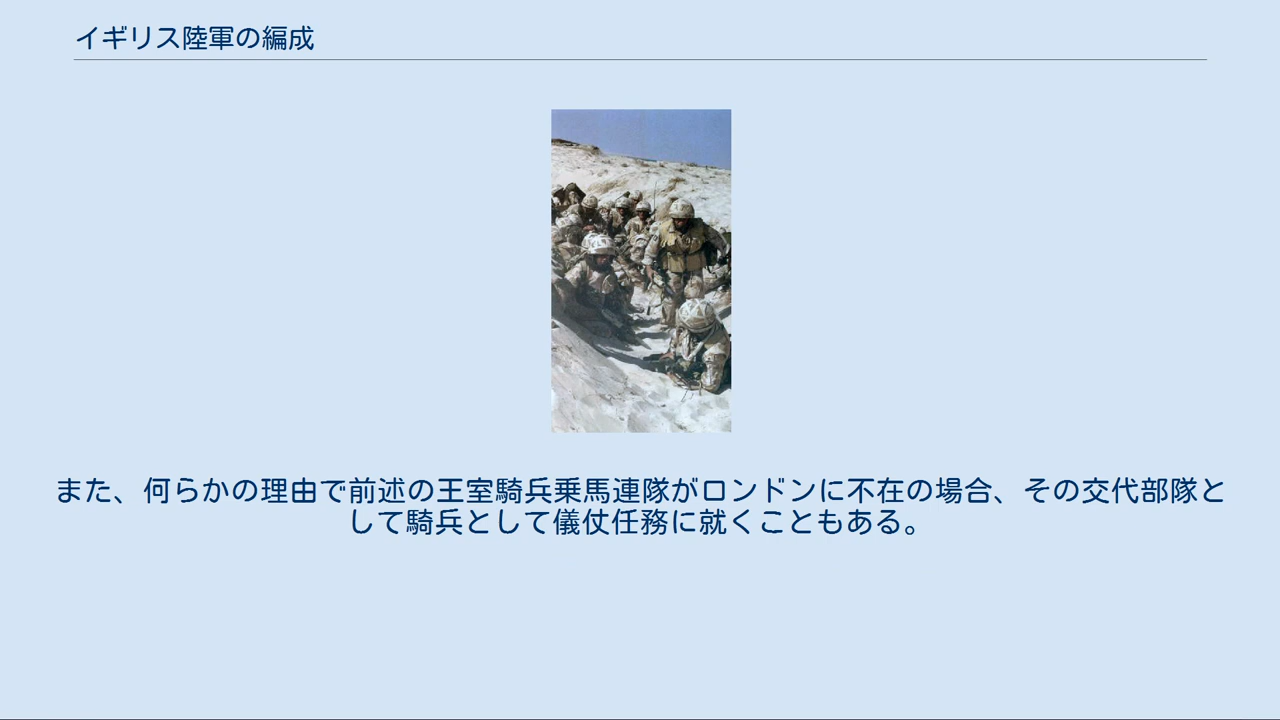 イギリス陸軍の編成
また、何らかの理由で前述の王室騎兵乗馬連隊がロンドンに不在の場合、その交代部隊と
して騎兵として儀仗任務に就くこともある。